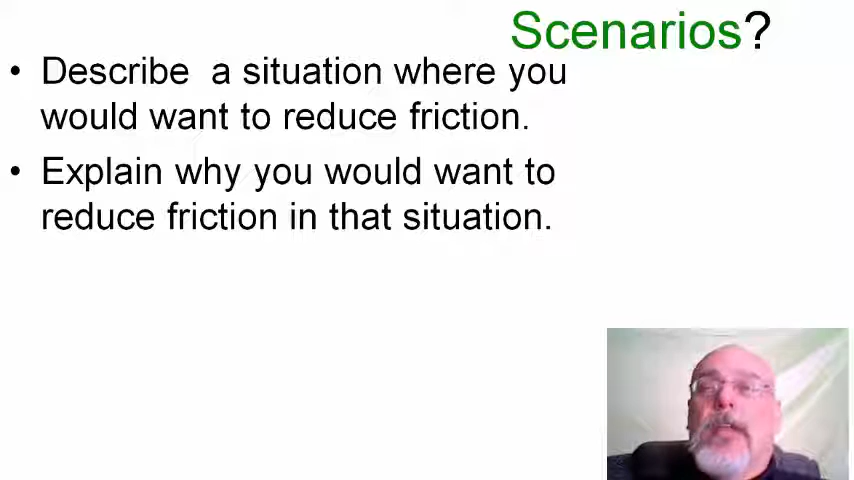 Scenarios?
• Describe  a situation where you
would want to reduce friction.
• Explain why you would want to
reduce friction in that situation.